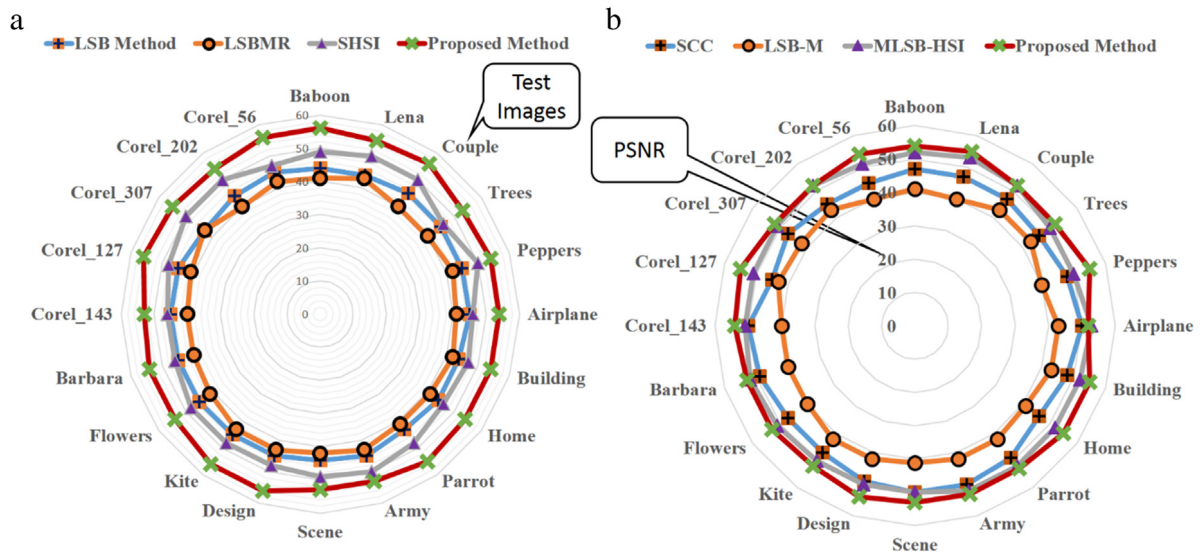 a
LSB Method LSBMR SHSI Proposed Method
Test
Images
Baboon
Lena
Couple
Trees
Peppers
Airplane
Building
Home
Parrot
Army
Scene
Design
Kite
Flowers
Barbara
Corel_143
Corel_127
Corel_307
Corel_202
Corel_56
60
50
40
30
20
10
0
b
SCC LSB-M MLSB-HSI Proposed Method
PSNR
Baboon
Lena
Couple
Trees
Peppers
Airplane
Building
Home
Parrot
Army
Scene
Design
Kite
Flowers
Barbara
Corel_143
Corel_127
Corel_307
Corel_202
Corel_56
60
50
40
30
20
10
0